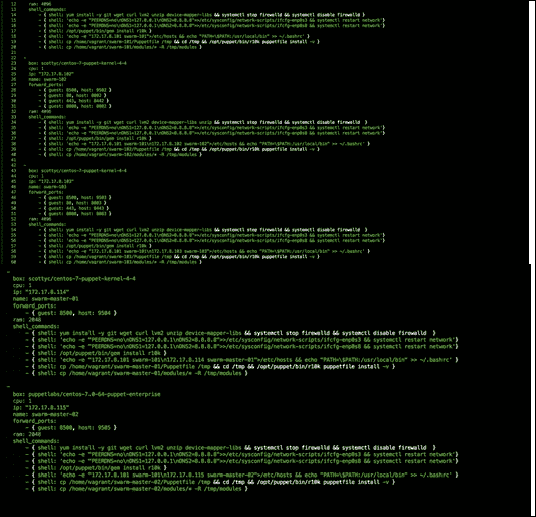 12 ram: 4096
13 shell_commands:
14 - { shell: yum install -y git wget curl lvm2 unzip device-mapper-libs && systemctl stop firewalld && systemctl disable firewalld }
15 - { shell: 'echo -e "PEERDNS=no\nDNS1=127.0.0.1\nDNS2=8.8.8.8">/etc/sysconfig/network-scripts/ifcfg-enp0s3 && systemctl restart network'}
16 - { shell: 'echo -e "PEERDNS=no\nDNS1=127.0.0.1\nDNS2=8.8.8.8">/etc/sysconfig/network-scripts/ifcfg-enp0s8 && systemctl restart network'}
17 - { shell: /opt/puppet/bin/gem install r10k }
18 - { shell: 'echo -e "172.17.8.101 swarm-101">/etc/hosts && echo "PATH=\$PATH:/usr/local/bin" >> ~/.bashrc' }
19 - { shell: cp /home/vagrant/swarm-101/Puppetfile /tmp && cd /tmp && /opt/puppet/bin/r10k puppetfile install -v }
20 - { shell: cp /home/vagrant/swarm-101/modules/* -R /tmp/modules }
21
22 -
23 box: scottyc/centos-7-puppet-kernel-4-4
24 cpu: 1
25 ip: "172.17.8.102"
26 name: swarm-102
27 forward_ports:
28 - { guest: 8500, host: 9502 }
29 - { guest: 80, host: 8002 }
30 - { guest: 443, host: 8442 }
31 - { guest: 8080, host: 8082 }
32 ram: 4096
33 shell_commands:
34 - { shell: yum install -y git wget curl lvm2 device-mapper-libs unzip && systemctl stop firewalld && systemctl disable firewalld }
35 - { shell: 'echo -e "PEERDNS=no\nDNS1=127.0.0.1\nDNS2=8.8.8.8">/etc/sysconfig/network-scripts/ifcfg-enp0s3 && systemctl restart network'}
36 - { shell: 'echo -e "PEERDNS=no\nDNS1=127.0.0.1\nDNS2=8.8.8.8">/etc/sysconfig/network-scripts/ifcfg-enp0s8 && systemctl restart network'}
37 - { shell: /opt/puppet/bin/gem install r10k }
38 - { shell: 'echo -e "172.17.8.101 swarm-101\n172.17.8.102 swarm-102">/etc/hosts && echo "PATH=\$PATH:/usr/local/bin" >> ~/.bashrc' }
39 - { shell: cp /home/vagrant/swarm-102/Puppetfile /tmp && cd /tmp && /opt/puppet/bin/r10k puppetfile install -v }
40 - { shell: cp /home/vagrant/swarm-102/modules/* -R /tmp/modules }
41
42 -
43 box: scottyc/centos-7-puppet-kernel-4-4
44 cpu: 1
45 ip: "172.17.8.103"
46 name: swarm-103
47 forward_ports:
48 - { guest: 8500, host: 9503 }
49 - { guest: 80, host: 8003 }
50 - { guest: 443, host: 8443 }
51 - { guest: 8080, host: 8083 }
52 ram: 4096
53 shell_commands:
54 - { shell: yum install -y git wget curl lvm2 device-mapper-libs unzip && systemctl stop firewalld && systemctl disable firewalld }
55 - { shell: 'echo -e "PEERDNS=no\nDNS1=127.0.0.1\nDNS2=8.8.8.8">/etc/sysconfig/network-scripts/ifcfg-enp0s3 && systemctl restart network'}
56 - { shell: 'echo -e "PEERDNS=no\nDNS1=127.0.0.1\nDNS2=8.8.8.8">/etc/sysconfig/network-scripts/ifcfg-enp0s8 && systemctl restart network'}
57 - { shell: /opt/puppet/bin/gem install r10k }
58 - { shell: 'echo -e "172.17.8.101 swarm-101\n172.17.8.103 swarm-103">/etc/hosts && echo "PATH=\$PATH:/usr/local/bin" >> ~/.bashrc' }
59 - { shell: cp /home/vagrant/swarm-103/Puppetfile /tmp && cd /tmp && /opt/puppet/bin/r10k puppetfile install -v }
60 - { shell: cp /home/vagrant/swarm-103/modules/* -R /tmp/modules }
-
box: scottyc/centos-7-puppet-kernel-4-4
cpu: 1
ip: "172.17.8.114"
name: swarm-master-01
forward_ports:
- { guest: 8500, host: 9504 }
ram: 2048
shell_commands:
- { shell: yum install -y git wget curl lvm2 unzip device-mapper-libs && systemctl stop firewalld && systemctl disable firewalld }
- { shell: 'echo -e "PEERDNS=no\nDNS1=127.0.0.1\nDNS2=8.8.8.8">/etc/sysconfig/network-scripts/ifcfg-enp0s3 && systemctl restart network'}
- { shell: 'echo -e "PEERDNS=no\nDNS1=127.0.0.1\nDNS2=8.8.8.8">/etc/sysconfig/network-scripts/ifcfg-enp0s8 && systemctl restart network'}
- { shell: /opt/puppet/bin/gem install r10k }
- { shell: 'echo -e "172.17.8.101 swarm-101\n172.17.8.114 swarm-master-01">/etc/hosts && echo "PATH=\$PATH:/usr/local/bin" >> ~/.bashrc' }
- { shell: cp /home/vagrant/swarm-master-01/Puppetfile /tmp && cd /tmp && /opt/puppet/bin/r10k puppetfile install -v }
- { shell: cp /home/vagrant/swarm-master-01/modules/* -R /tmp/modules }
-
box: puppetlabs/centos-7.0-64-puppet-enterprise
cpu: 1
ip: "172.17.8.115"
name: swarm-master-02
forward_ports:
- { guest: 8500, host: 9505 }
ram: 2048
shell_commands:
- { shell: yum install -y git wget curl lvm2 unzip device-mapper-libs && systemctl stop firewalld && systemctl disable firewalld }
- { shell: 'echo -e "PEERDNS=no\nDNS1=127.0.0.1\nDNS2=8.8.8.8">/etc/sysconfig/network-scripts/ifcfg-enp0s3 && systemctl restart network'}
- { shell: 'echo -e "PEERDNS=no\nDNS1=127.0.0.1\nDNS2=8.8.8.8">/etc/sysconfig/network-scripts/ifcfg-enp0s8 && systemctl restart network'}
- { shell: /opt/puppet/bin/gem install r10k }
- { shell: 'echo -e "172.17.8.101 swarm-101\n172.17.8.115 swarm-master-02">/etc/hosts && echo "PATH=\$PATH:/usr/local/bin" >> ~/.bashrc' }
- { shell: cp /home/vagrant/swarm-master-02/Puppetfile /tmp && cd /tmp && /opt/puppet/bin/r10k puppetfile install -v }
- { shell: cp /home/vagrant/swarm-master-02/modules/* -R /tmp/modules }